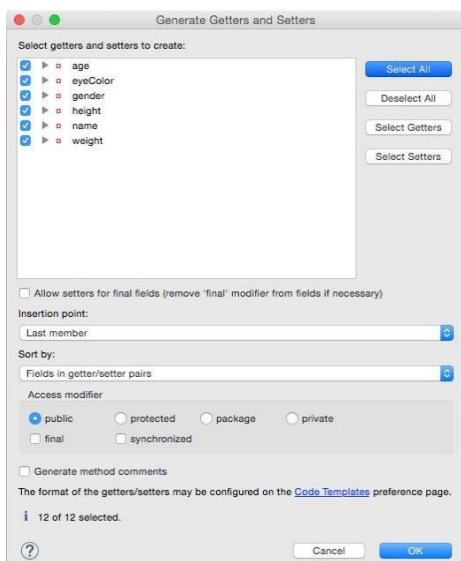 Generate Getters and Setters
Select getters and setters to create:
age
eyeColor
gender
height
name
weight
Select All
Deselect All
Select Getters
Select Setters
Allow setters for final fields (remove 'final' modifier from fields if necessary)
Insertion point:
Last member
Sort by:
Fields in getter/setter pairs
Access modifier
public protected package private
final synchronized
Generate method comments
The format of the getters/setters may be configured on the Code Templates preference page.
i 12 of 12 selected.
? Cancel OK